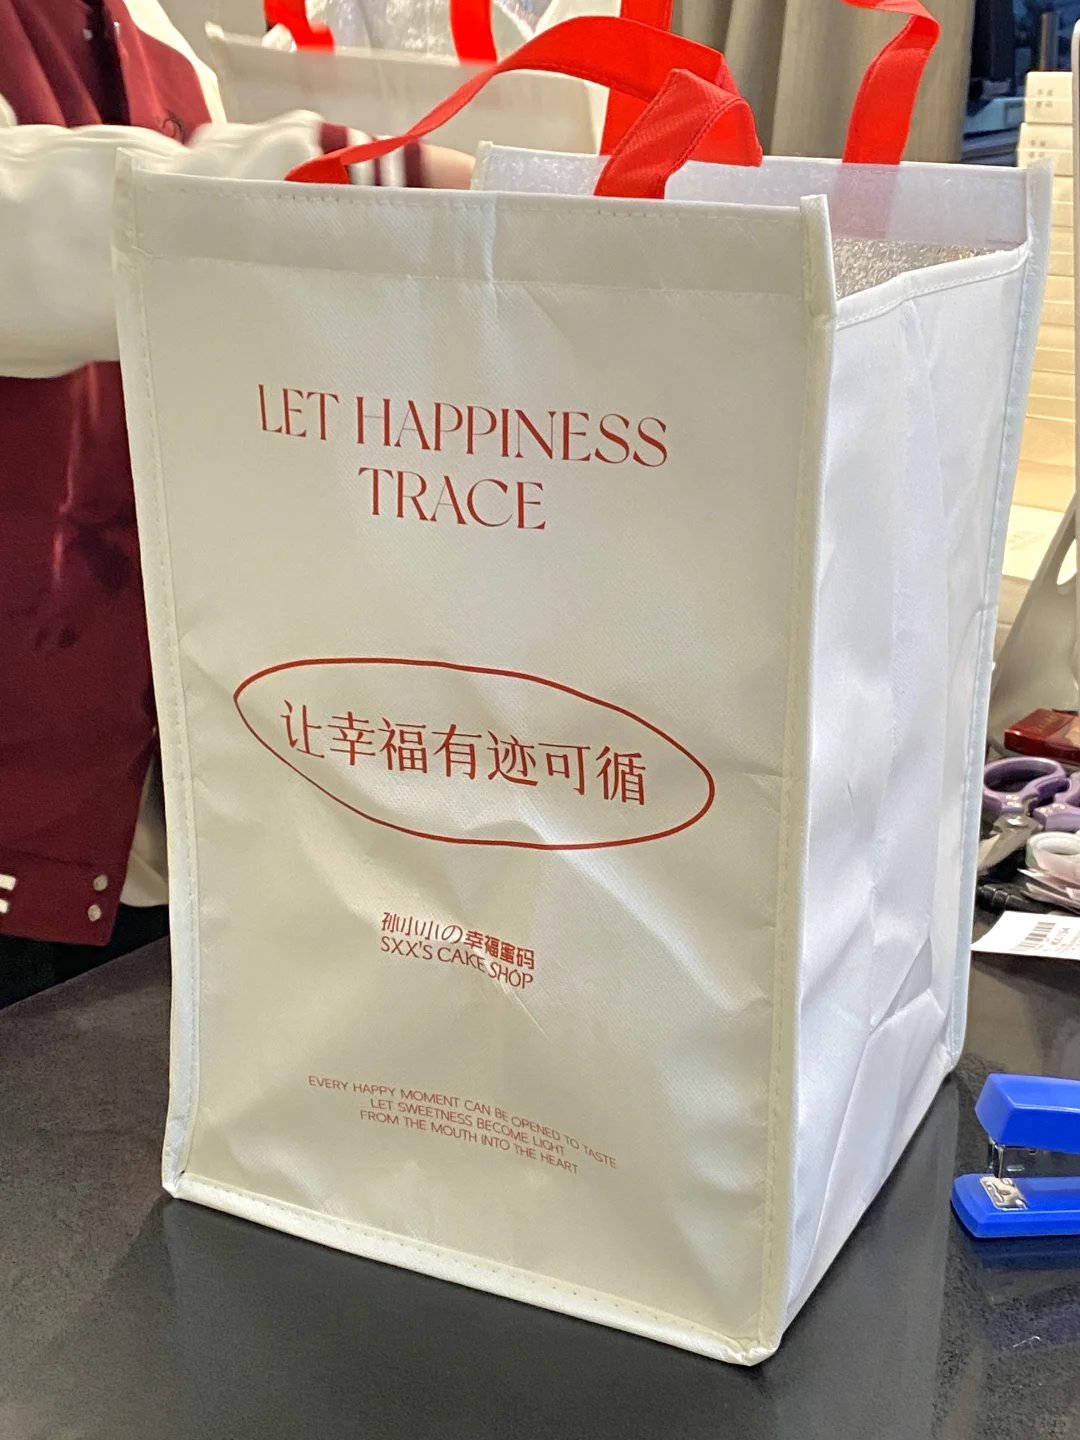 LET HAPPINESS
TRACE
让幸福有迹可循
孙小小の幸福蜜码
SXX'S CAKE SHOP
EVERY HAPPY MOMENT CAN BE OPENED TO TASTE
LET SWEETNESS BECOME LIGHT
FROM THE MOUTH INTO THE HEART